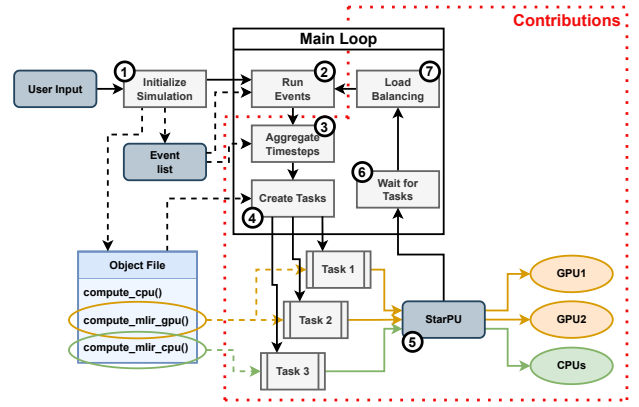 Contributions
Main Loop
1
2
7
User Input
Initialize
Simulation
Run
Events
Load
Balancing
3
Aggregate
Timesteps
Event
list
6
Wait for
Tasks
Create Tasks
4
Object File
compute_cpu()
compute_mlir_gpu()
compute_mlir_cpu()
Task 1
Task 2
Task 3
StarPU
5
GPU1
GPU2
CPUs